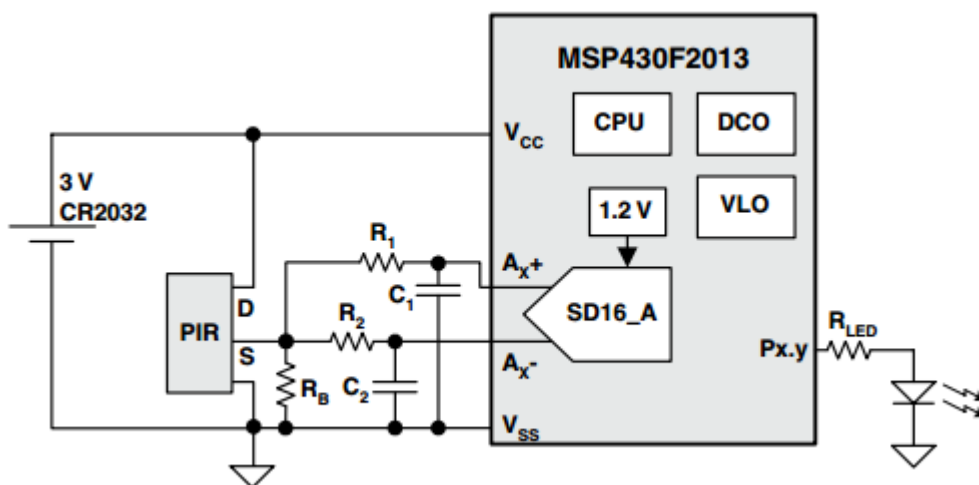 MSP430F2013
CPU
DCO
V_CC
3 V
CR2032
VLO
1.2 V
R_1
A_X+
C_1
SD16_A
D
PIR
R_2
S
A_X-
Px.y
R_LED
R_B
C_2
V_SS